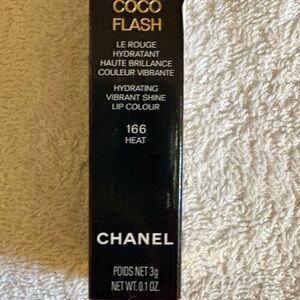 COCO
FLASH
LE ROUGE
HYDRATANT
HAUTE BRILLANCE
COULEUR VIBRANTE
HYDRATING
VIBRANT SHINE
LIP COLOUR
166
HEAT
CHANEL
POIDS NET 3g
NET WT. 0.1 OZ.